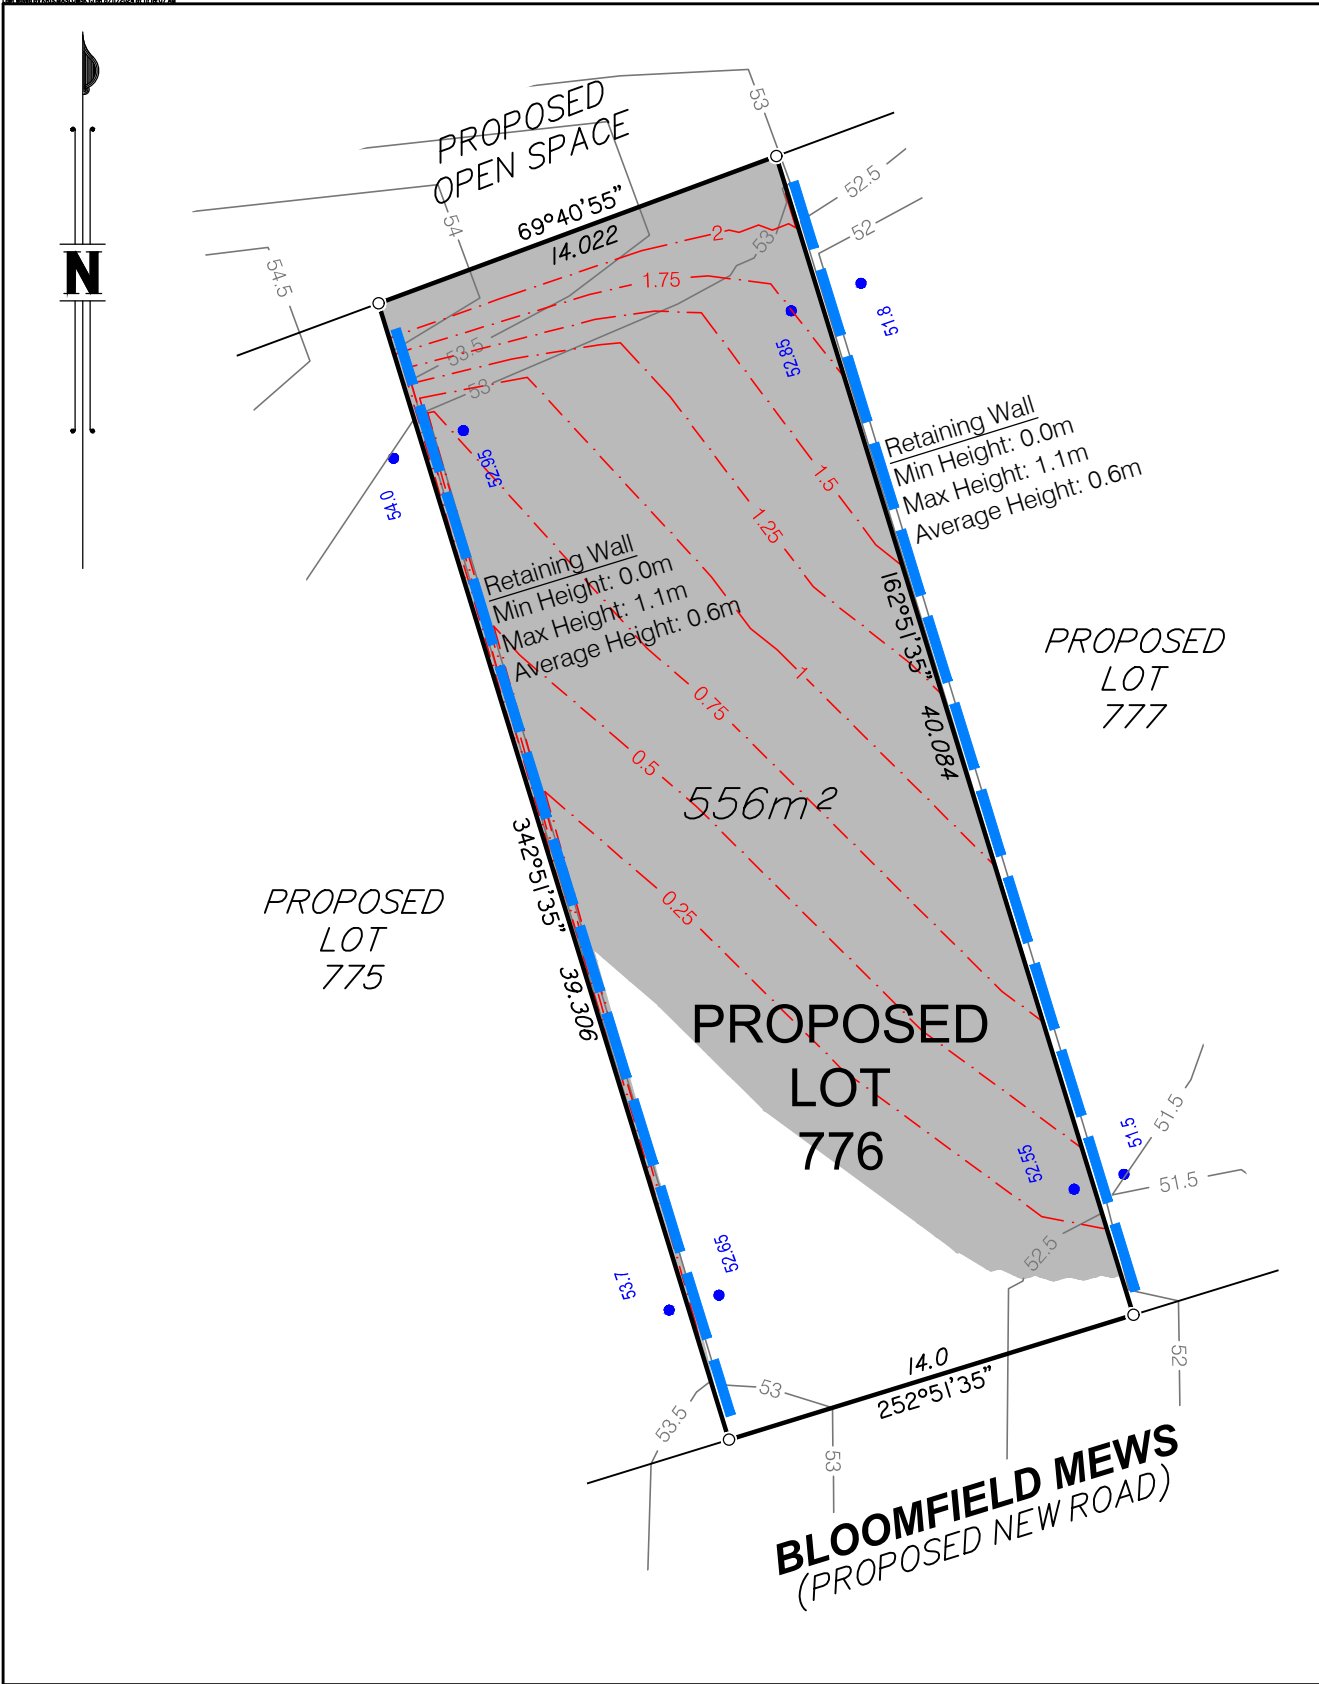 PROPOSED
OPEN SPACE
69°40'55"
14.022
N
53
52.5
52
54
54.5
2
53
1.75
53.5
53
51.8
52.85
52.95
54.0
Retaining Wall
Min Height: 0.0m
Max Height: 1.1m
Average Height: 0.6m
1.5
1.25
Retaining Wall
Min Height: 0.0m
Max Height: 1.1m
Average Height: 0.6m
162°51'35"
40.084
PROPOSED
LOT
777
1
0.75
0.5
556m²
0.25
342°51'35"
39.306
PROPOSED
LOT
775
PROPOSED
LOT
776
52.55
51.5
51.5
51.5
52.5
53.7
52.65
14.0
252°51'35"
52
53
53.5
53
BLOOMFIELD MEWS
(PROPOSED NEW ROAD)